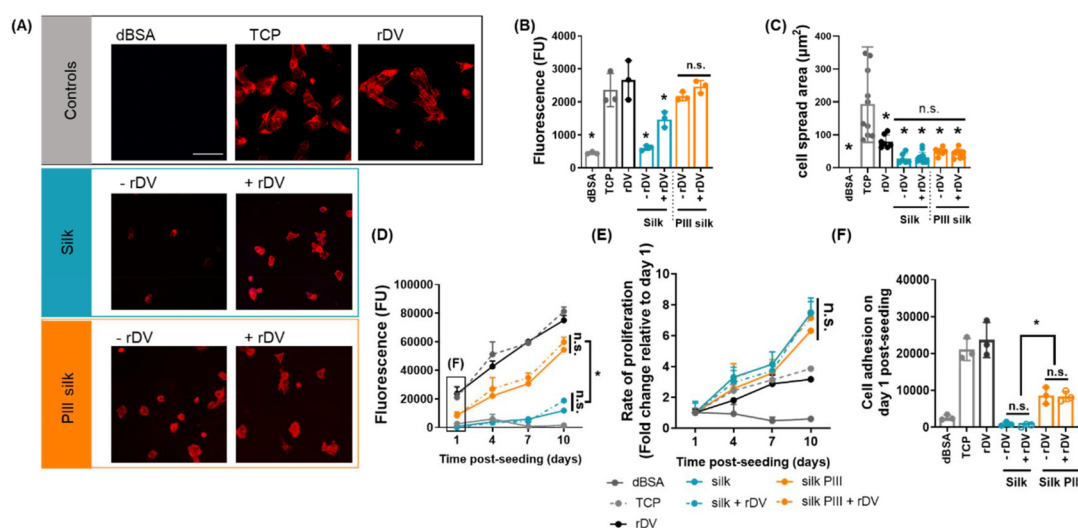 (A)
dBSA TCP rDV
Controls
- rDV + rDV
Silk
- rDV + rDV
PIII silk
(B)
Fluorescence (FU)
4000
3000
2000
1000
0
n.s.
*
*
*
dBSA
TCP
rDV
- rDV
+ rDV
- rDV
+ rDV
Silk PIII silk
(C)
cell spread area (µm²)
400
300
200
100
0
n.s.
* * * * * *
dBSA
TCP
rDV
- rDV
+ rDV
- rDV
+ rDV
Silk PIII silk
(D)
Fluorescence (FU)
100000
80000
60000
40000
20000
0
(F)
n.s.
*
n.s.
1 4 7 10
Time post-seeding (days)
(E)
Rate of proliferation
(Fold change relative to day 1)
10
8
6
4
2
0
n.s.
1 4 7 10
Time post-seeding (days)
dBSA silk silk PIII
TCP silk + rDV silk PIII + rDV
rDV
(F)
Cell adhesion on
day 1 post-seeding
40000
30000
20000
10000
0
*
n.s.
n.s.
dBSA
TCP
rDV
- rDV
+ rDV
- rDV
+ rDV
Silk Silk PIII